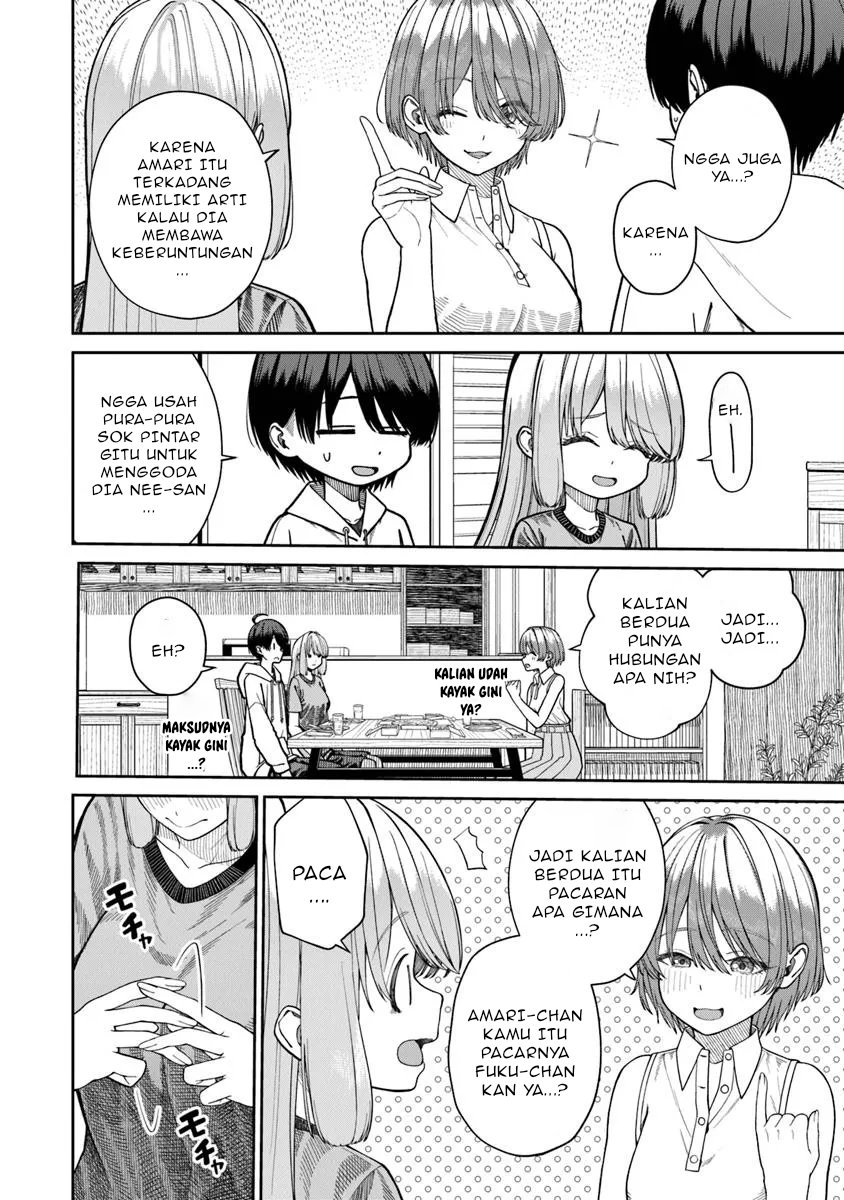 NGGA JUGA
YA...?
KARENA
...
KARENA
AMARI ITU
TERKADANG
MEMILIKI ARTI
KALAU DIA
MEMBAWA
KEBERUNTUNGAN
...
EH.
NGGA USAH
PURA-PURA
SOK PINTAR
GITU UNTUK
MENGGODA
DIA NEE-SAN
...
JADI...
JADI...
KALIAN
BERDUA
PUNYA
HUBUNGAN
APA NIH?
KALIAN UDAH
KAYAK GINI
YA?
EH?
MAKSUDNYA
KAYAK GINI
...?
JADI KALIAN
BERDUA ITU
PACARAN
APA GIMANA
...?
AMARI-CHAN
KAMU ITU
PACARNYA
FUKU-CHAN
KAN YA...?
PACA
....
モチャ
モチャ